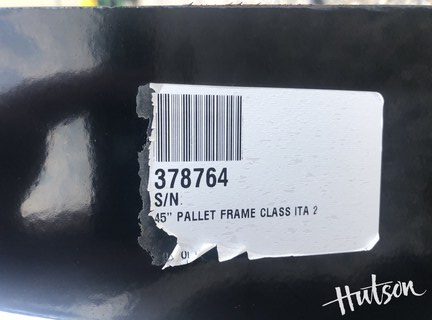 378764
S/N.
45" PALLET FRAME CLASS ITA 2
Hutson